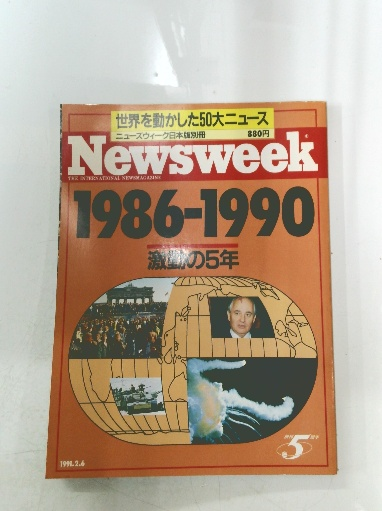 世界を動かした50大ニュース
ニューズウィーク日本版別冊 880円
Newsweek
THE INTERNATIONAL NEWSMAGAZINE
1986-1990
激動の5年
5
1991.2.6